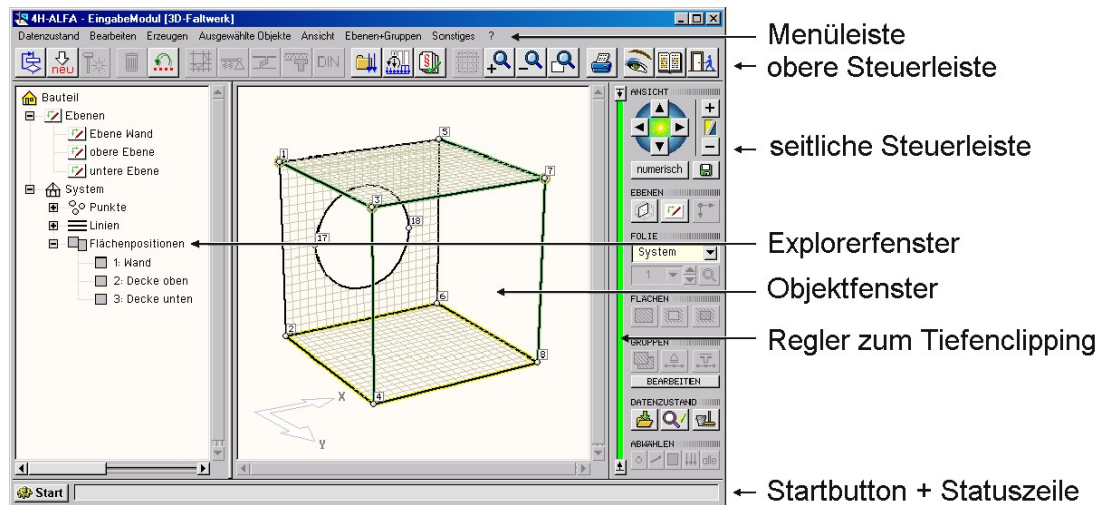 4H-ALFA - EingabeModul [3D-Faltwerk]
Datenzustand Bearbeiten Erzeugen Ausgewählte Objekte Ansicht Ebenen+Gruppen Sonstiges ?
neu
DIN
Bauteil
Ebenen
Ebene Wand
obere Ebene
untere Ebene
System
Punkte
Linien
Flächenpositionen
1: Wand
2: Decke oben
3: Decke unten
1
5
3
7
18
17
2
6
8
4
X
Y
ANSICHT
numerisch
EBENEN
FOLIE
System
1
FLÄCHEN
GRUPPEN
BEARBEITEN
DATENZUSTAND
ABWÄHLEN
alle
Start
Menüleiste
obere Steuerleiste
seitliche Steuerleiste
Explorerfenster
Objektfenster
Regler zum Tiefenclipping
Startbutton + Statuszeile